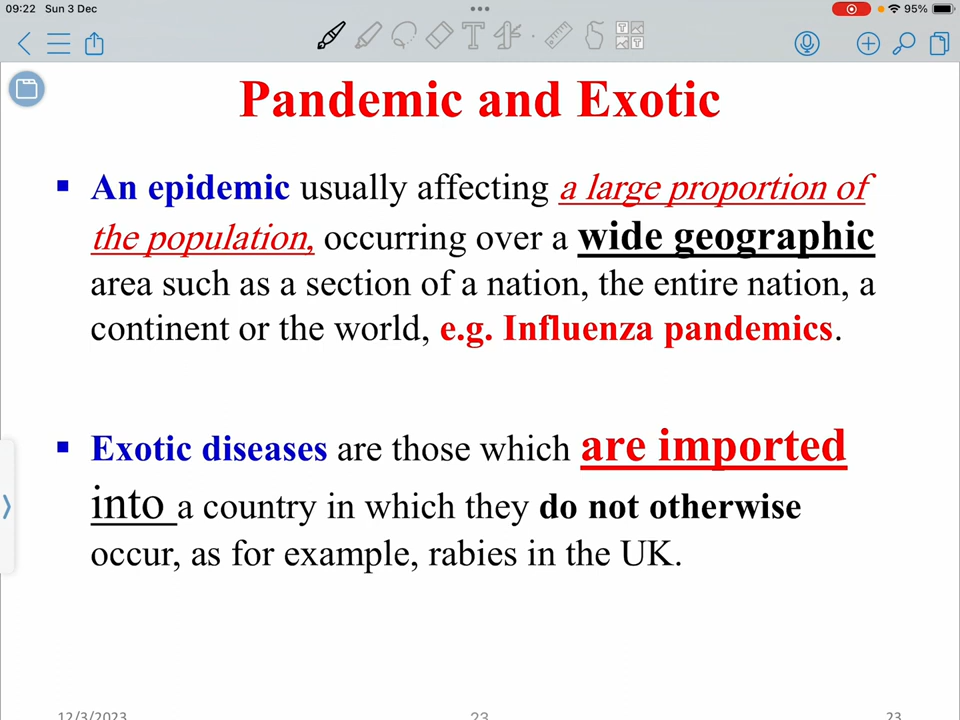 09:22 Sun 3 Dec
95%
Pandemic and Exotic
▪ An epidemic usually affecting a large proportion of
the population, occurring over a wide geographic
area such as a section of a nation, the entire nation, a
continent or the world, e.g. Influenza pandemics.
▪ Exotic diseases are those which are imported
into a country in which they do not otherwise
occur, as for example, rabies in the UK.
12/3/2023 23 23